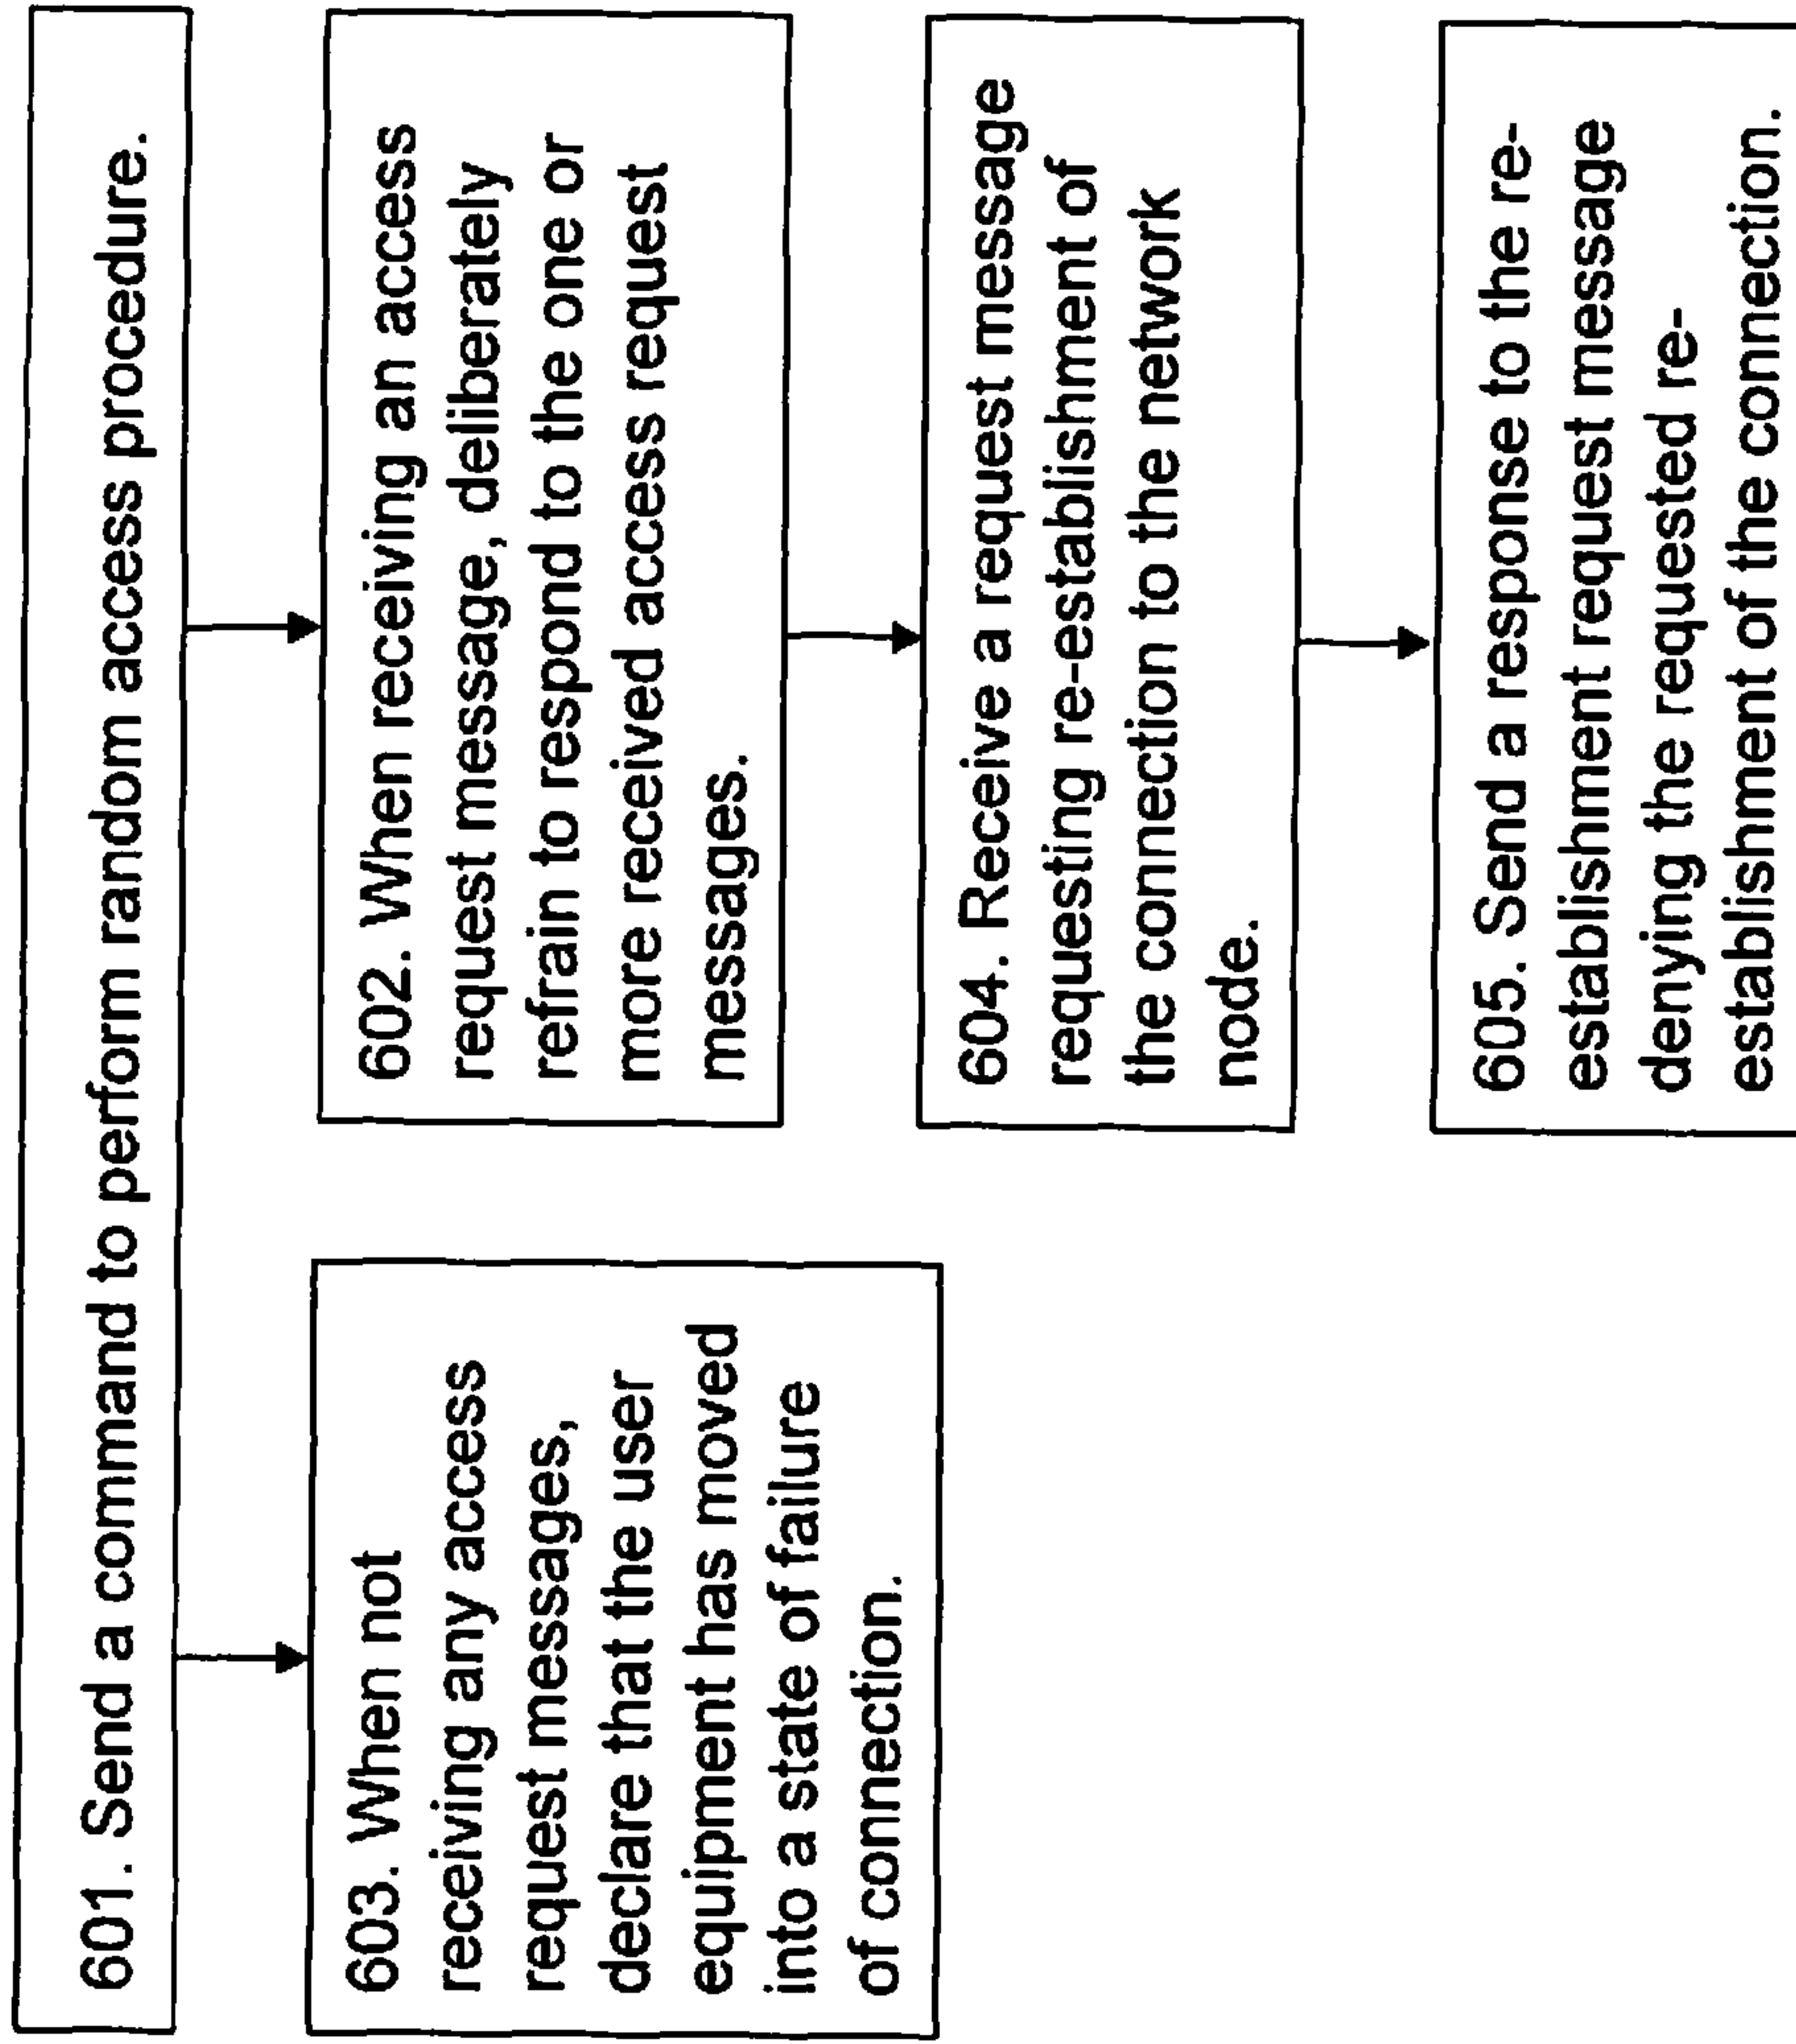 601. Send a command to perform random access procedure.
603. When not
receiving any access
request messages,
declare that the user
equipment has moved
into a state of failure
of connection.
602. When receiving an access
request message, deliberately
refrain to respond to the one or
more received access request
messages.
604. Receive a request message
requesting re-establishment of
the connection to the network
node.
605. Send a response to the re-
establishment request message
denying the requested re-
establishment of the connection.